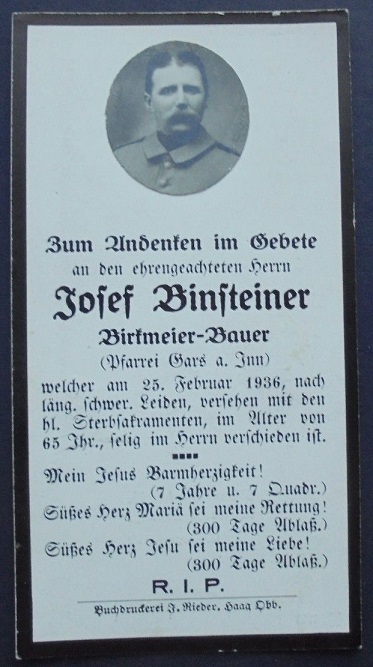 Zum Andenken im Gebete
an den ehrengeachteten Herrn
Josef Binsteiner
Birkmeier-Bauer
(Pfarrei Gars a. Inn)
welcher am 25. Februar 1936, nach
läng. schwer. Leiden, versehen mit den
hl. Sterbsakramenten, im Alter von
65 Jhr., selig im Herrn verschieden ist.
Mein Jesus Barmherzigkeit!
(7 Jahre u. 7 Quadr.)
Süßes Herz Mariä sei meine Rettung!
(300 Tage Ablaß.)
Süßes Herz Jesu sei meine Liebe!
(300 Tage Ablaß.)
R. I. P.
Buchdruckerei J. Rieder. Haag Obb.